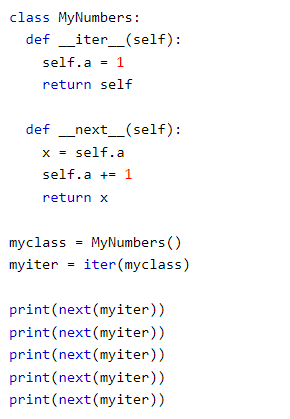 class MyNumbers:
  def __iter__(self):
    self.a = 1
    return self

  def __next__(self):
    x = self.a
    self.a += 1
    return x

myclass = MyNumbers()
myiter = iter(myclass)

print(next(myiter))
print(next(myiter))
print(next(myiter))
print(next(myiter))
print(next(myiter))